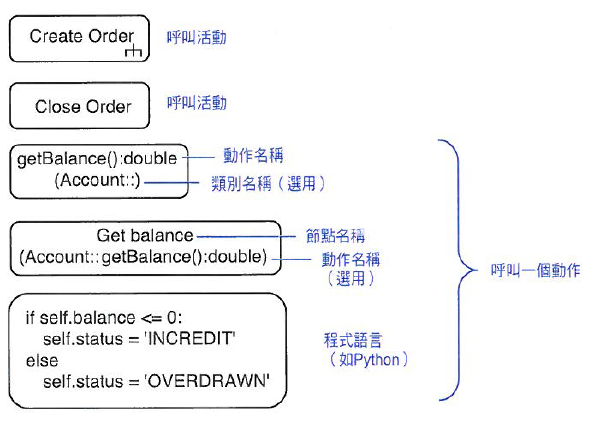 Create Order
呼叫活動
Close Order
呼叫活動
getBalance():double
動作名稱
(Account::)
類別名稱（選用）
Get balance
節點名稱
(Account::getBalance():double)
動作名稱
（選用）
呼叫一個動作
if self.balance <= 0:
self.status = 'INCREDIT'
else
self.status = 'OVERDRAWN'
程式語言
（如Python）